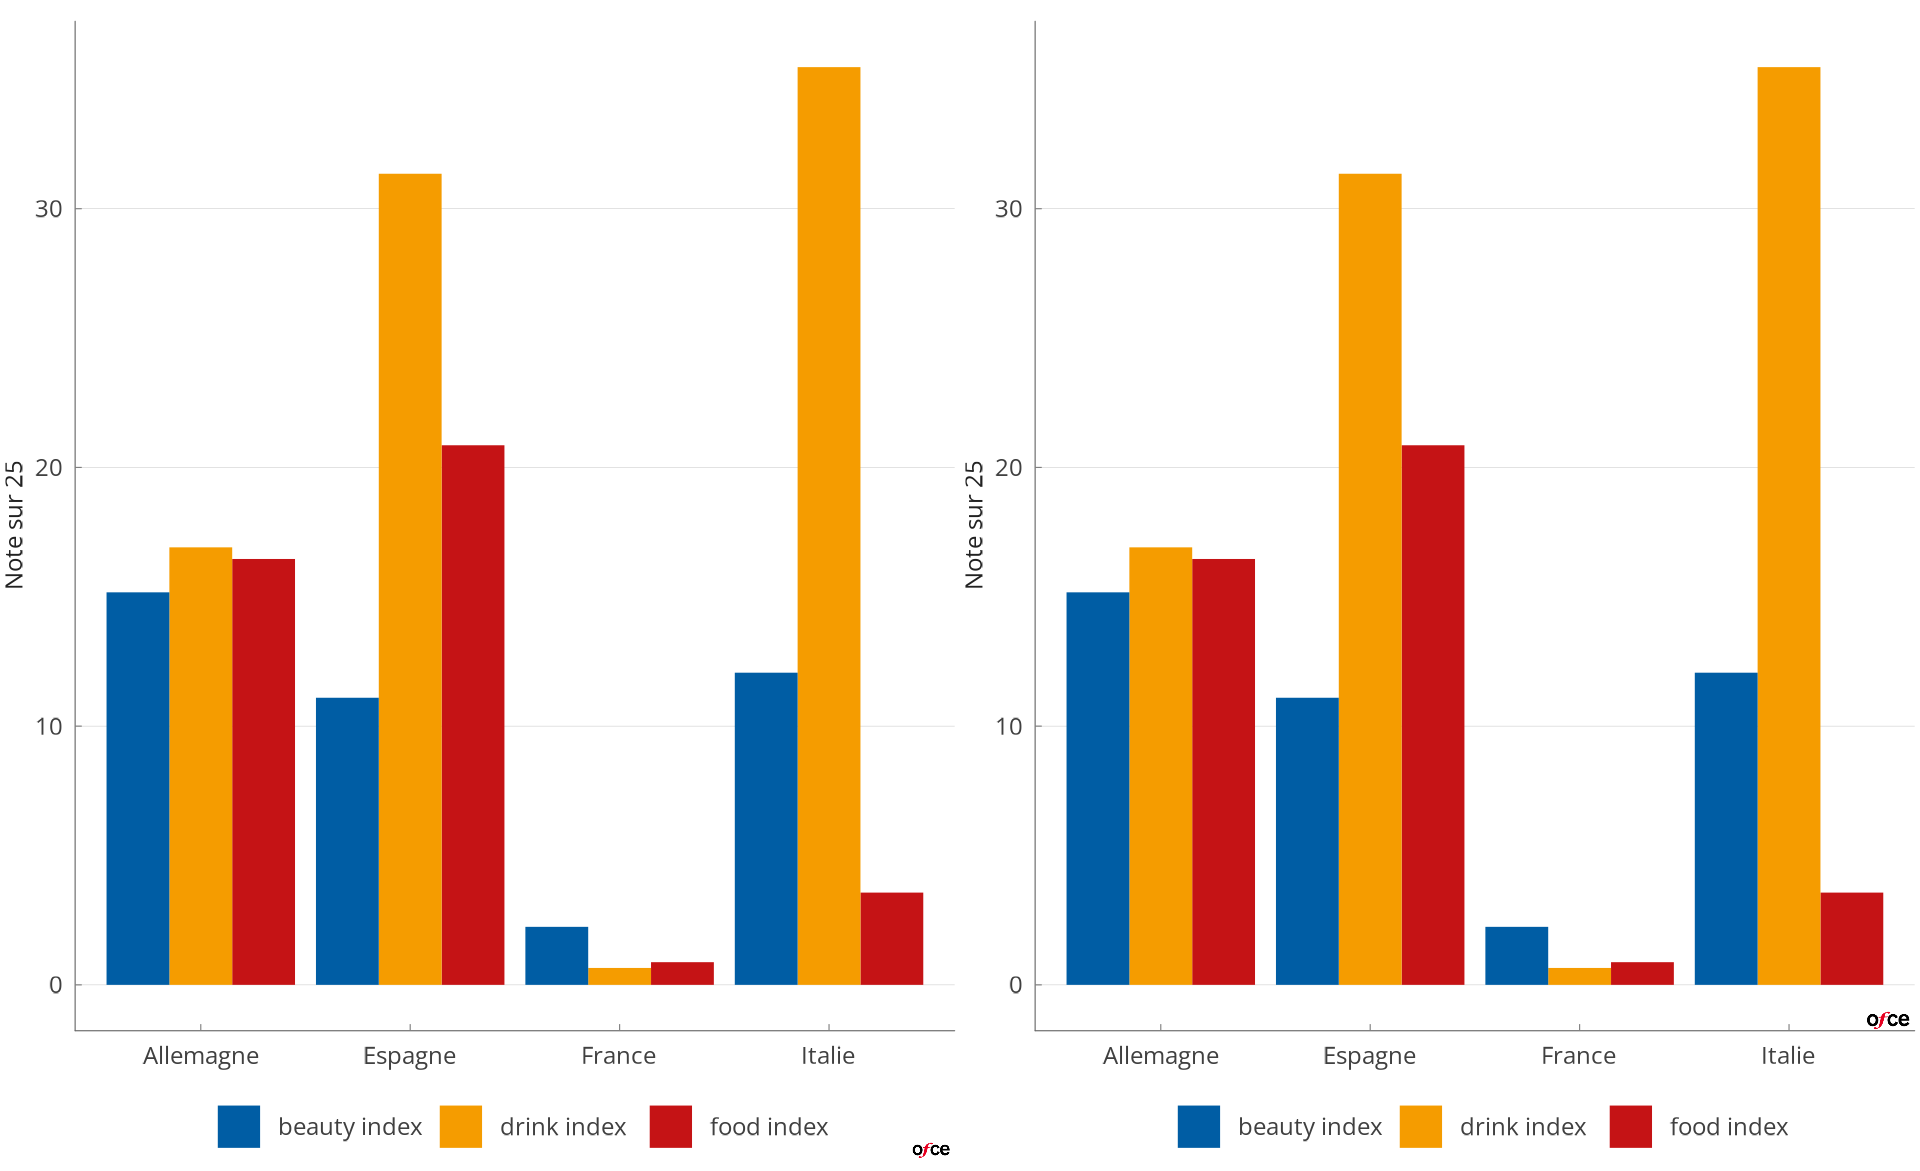 Note sur 25
30
20
10
0
Allemagne Espagne France Italie
beauty index drink index food index
ofce
Note sur 25
30
20
10
0
ofce
Allemagne Espagne France Italie
beauty index drink index food index